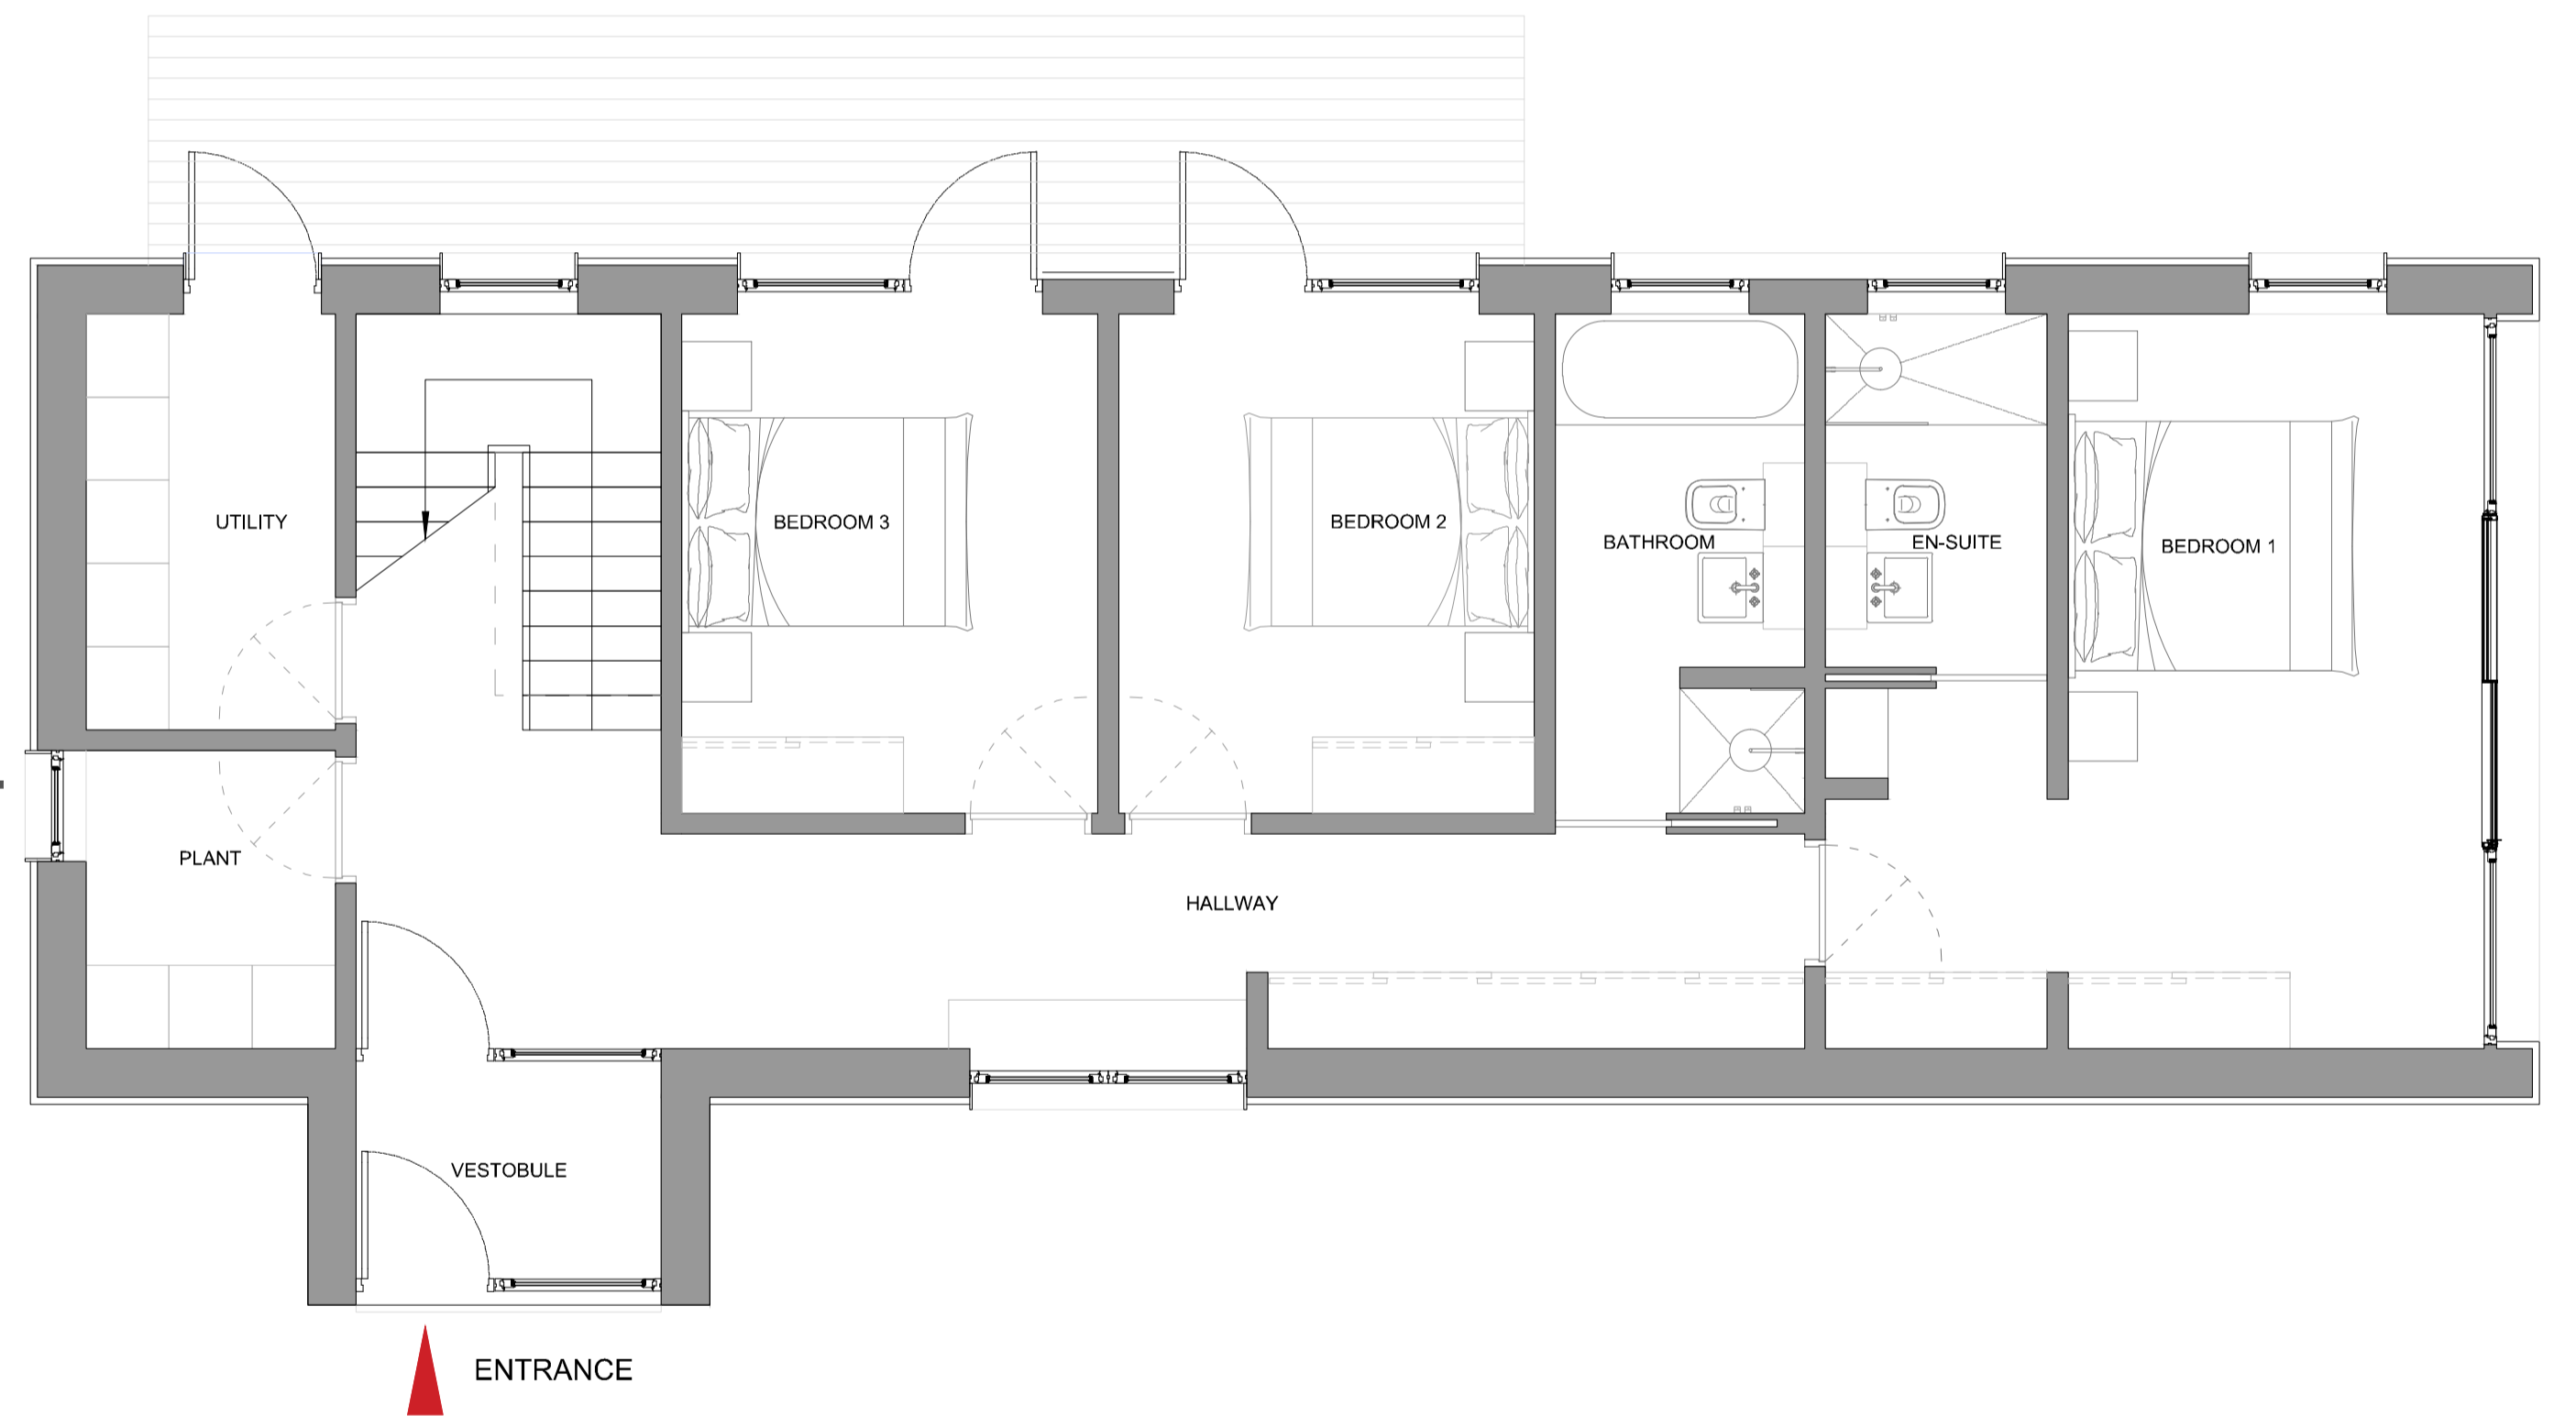 UTILITY
BEDROOM 3
BEDROOM 2
BATHROOM
EN-SUITE
BEDROOM 1
PLANT
HALLWAY
VESTOBULE
ENTRANCE